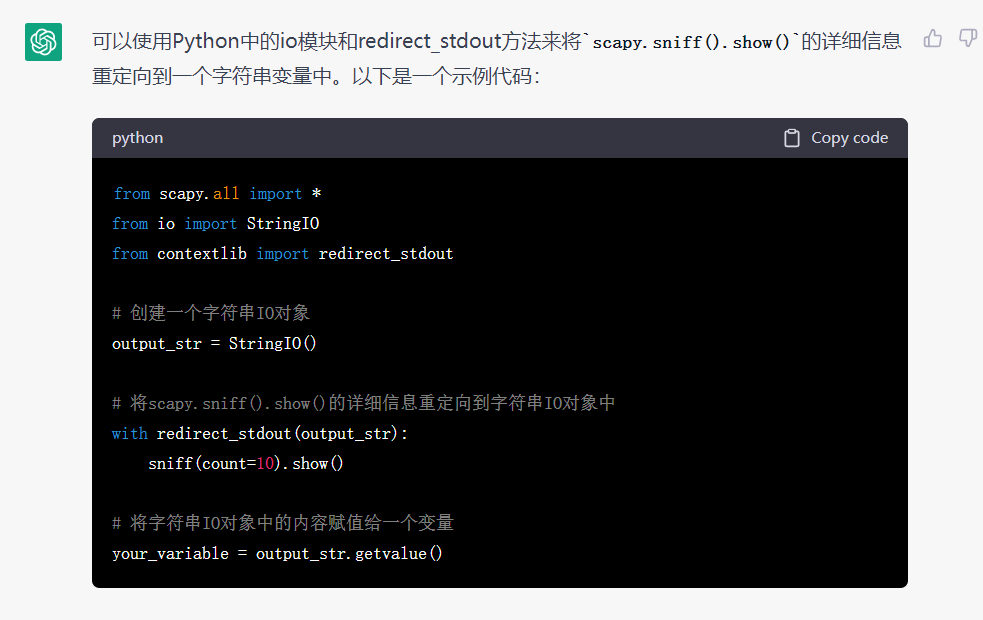 可以使用Python中的io模块和redirect_stdout方法来将`scapy.sniff().show()`的详细信息
重定向到一个字符串变量中。以下是一个示例代码：
python
Copy code
from scapy.all import *
from io import StringIO
from contextlib import redirect_stdout
# 创建一个字符串IO对象
output_str = StringIO()
# 将scapy.sniff().show()的详细信息重定向到字符串IO对象中
with redirect_stdout(output_str):
    sniff(count=10).show()
# 将字符串IO对象中的内容赋值给一个变量
your_variable = output_str.getvalue()